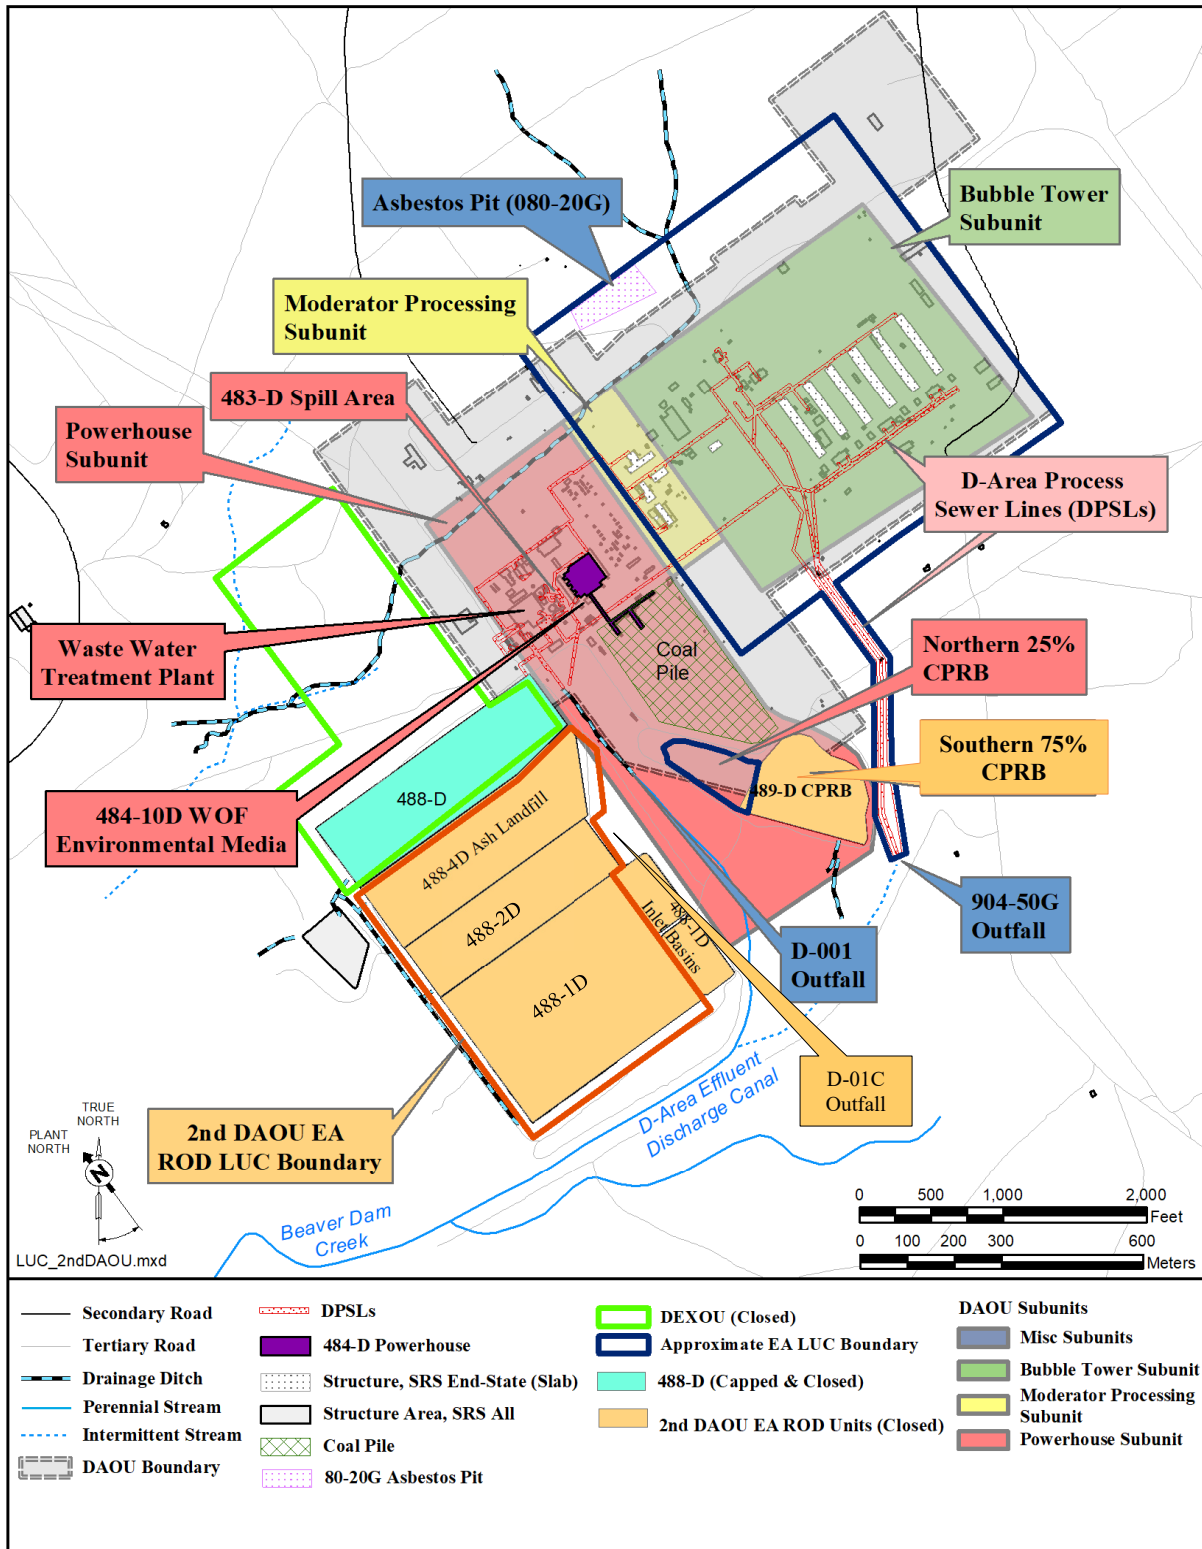 Asbestos Pit (080-20G)
Bubble Tower
Subunit
Moderator Processing
Subunit
483-D Spill Area
Powerhouse
Subunit
D-Area Process
Sewer Lines (DPSLs)
Waste Water
Treatment Plant
Northern 25%
CPRB
Coal
Pile
Southern 75%
CPRB
489-D CPRB
484-10D WOF
Environmental Media
488-D
488-4D Ash Landfill
488-2D
488-1D
488-1D
Inlet Basins
904-50G
Outfall
D-001
Outfall
D-01C
Outfall
2nd DAOU EA
ROD LUC Boundary
D-Area Effluent
Discharge Canal
Beaver Dam
Creek
TRUE
NORTH
PLANT
NORTH
N
LUC_2ndDAOU.mxd
0 500 1,000 2,000
Feet
0 100 200 300 600
Meters
Secondary Road
Tertiary Road
Drainage Ditch
Perennial Stream
Intermittent Stream
DAOU Boundary
DPSLs
484-D Powerhouse
Structure, SRS End-State (Slab)
Structure Area, SRS All
Coal Pile
80-20G Asbestos Pit
DEXOU (Closed)
Approximate EA LUC Boundary
488-D (Capped & Closed)
2nd DAOU EA ROD Units (Closed)
DAOU Subunits
Misc Subunits
Bubble Tower Subunit
Moderator Processing
Subunit
Powerhouse Subunit